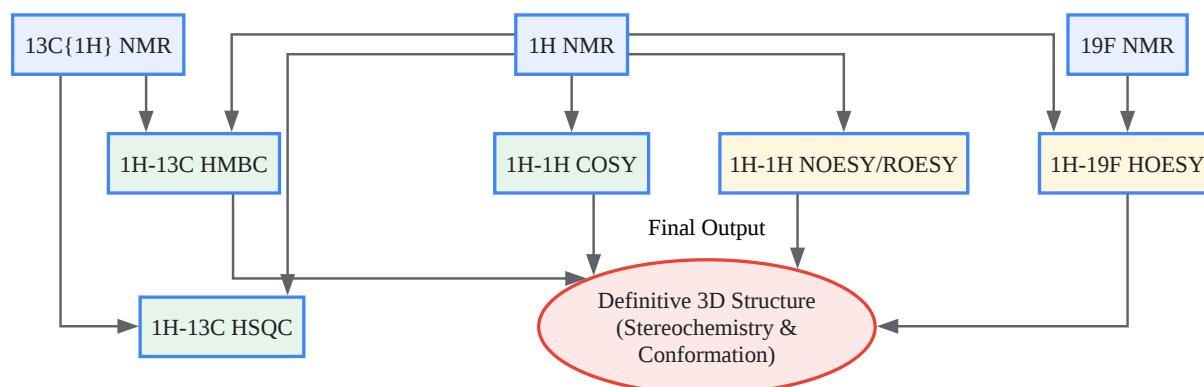 13C{1H} NMR
1H NMR
19F NMR
1H-13C HMBC
1H-1H COSY
1H-1H NOESY/ROESY
1H-19F HOESY
Final Output
Definitive 3D Structure
(Stereochemistry &
Conformation)
1H-13C HSQC